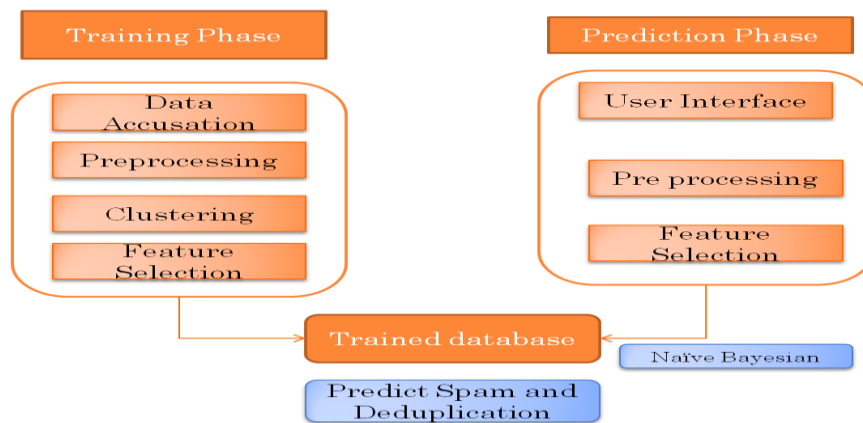 Training Phase
Data
Accusation
Preprocessing
Clustering
Feature
Selection
Prediction Phase
User Interface
Pre processing
Feature
Selection
Trained database
Naïve Bayesian
Predict Spam and
Deduplication